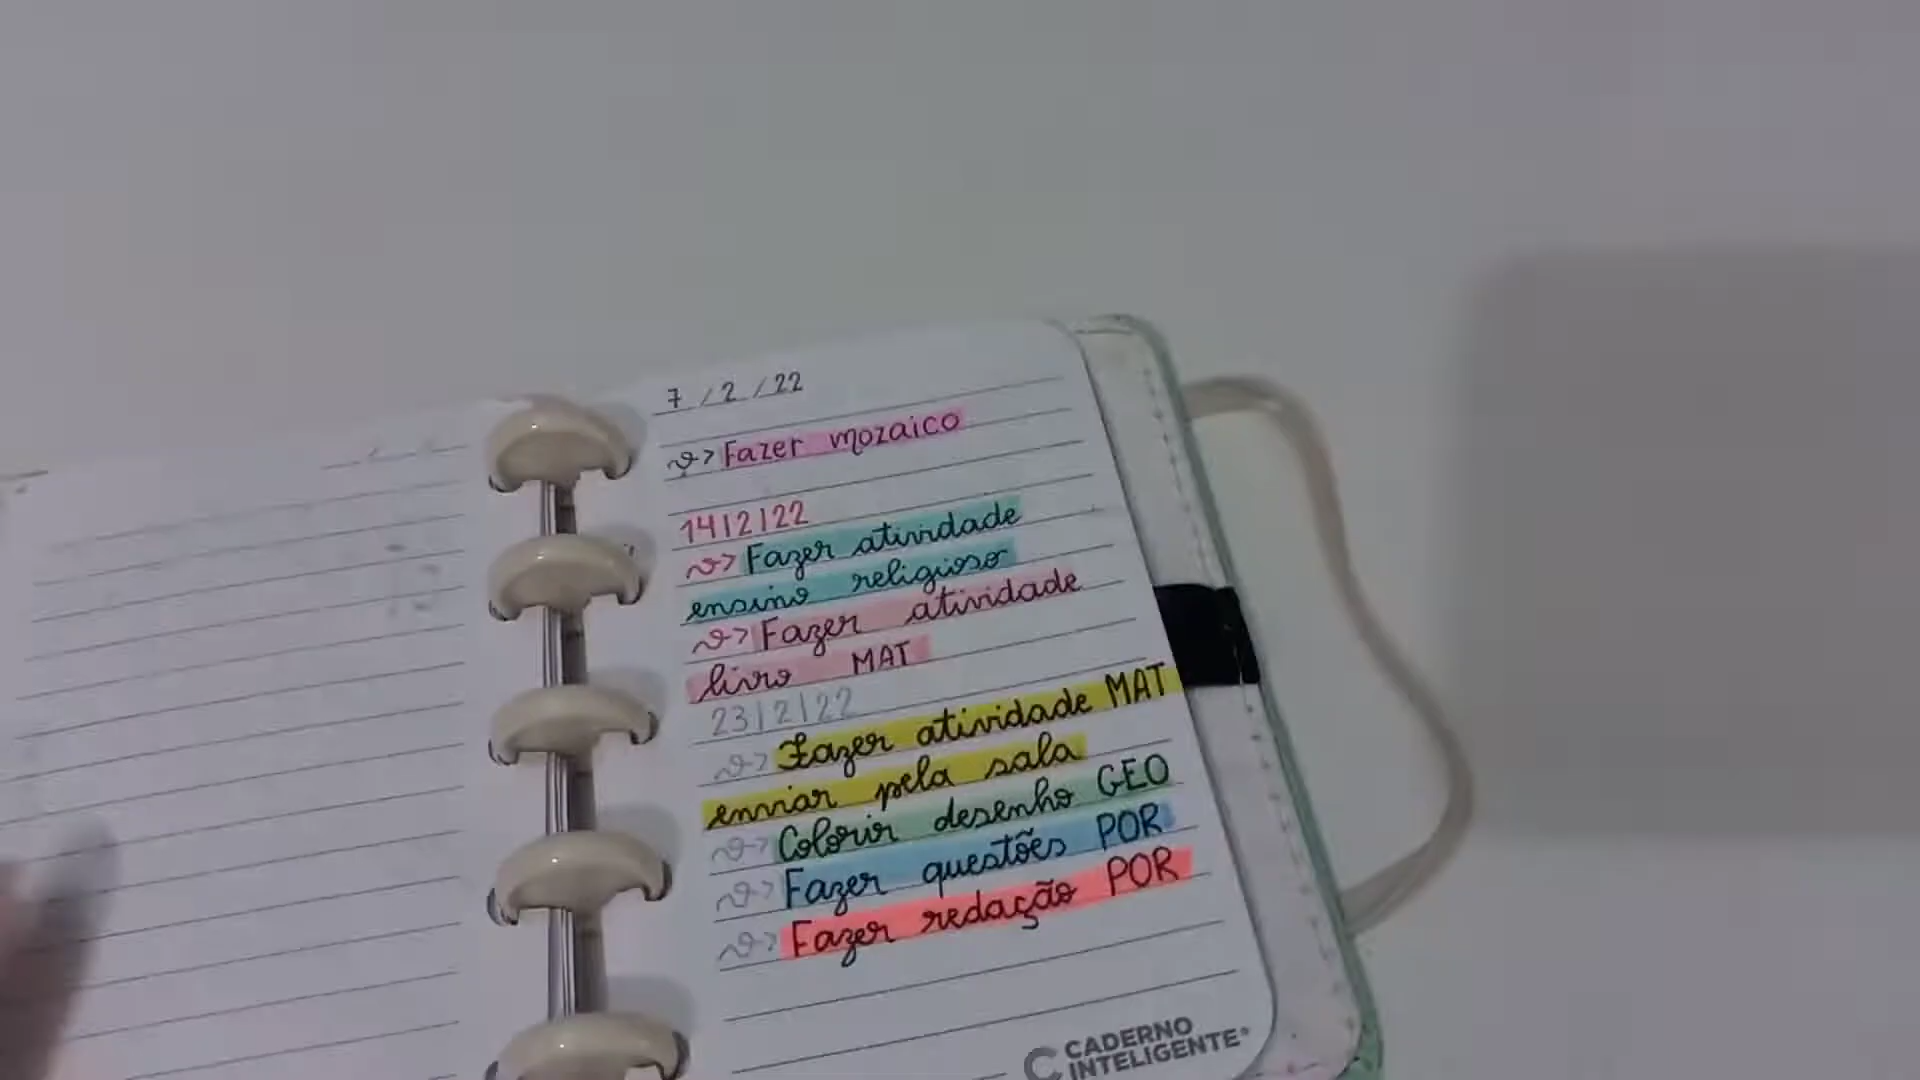 7/2/22
Fazer mozaico
14/2/22
Fazer atividade
ensino religioso
Fazer atividade
livro MAT
23/2/22
Fazer atividade MAT
enviar pela sala
Colorir desenho GEO
Fazer questões POR
Fazer redação POR
CADERNO
INTELIGENTE